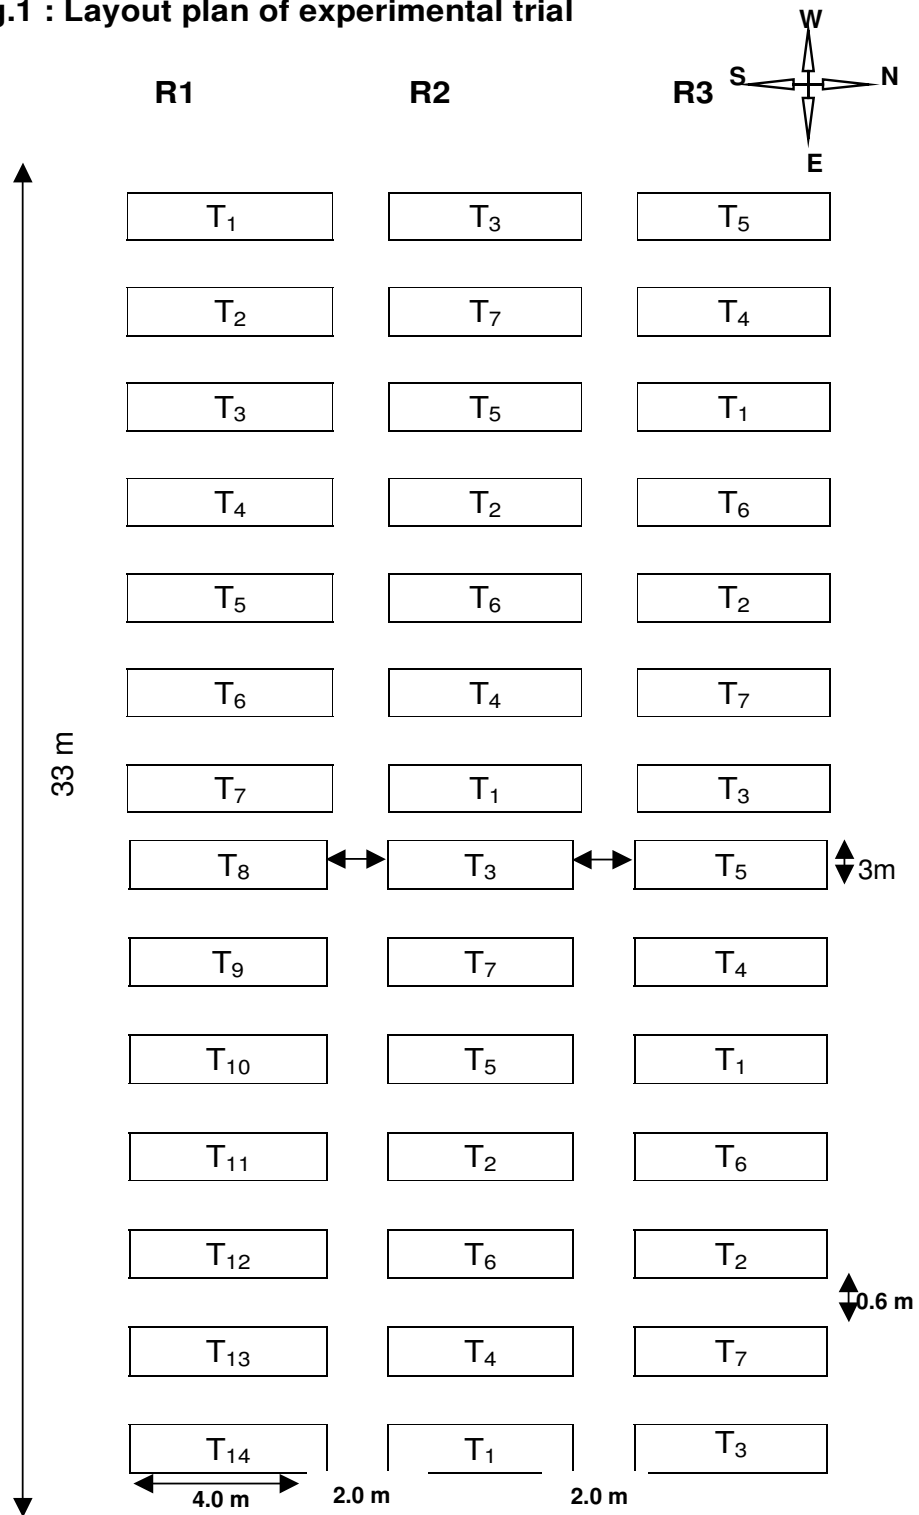 g.1 : Layout plan of experimental trial
W
R1 R2 R3 S N
E
T1 T3 T5
T2 T7 T4
T3 T5 T1
T4 T2 T6
T5 T6 T2
T6 T4 T7
33 m
T7 T1 T3
T8 T3 T5 3m
T9 T7 T4
T10 T5 T1
T11 T2 T6
T12 T6 T2
0.6 m
T13 T4 T7
T14 T1 T3
4.0 m 2.0 m 2.0 m